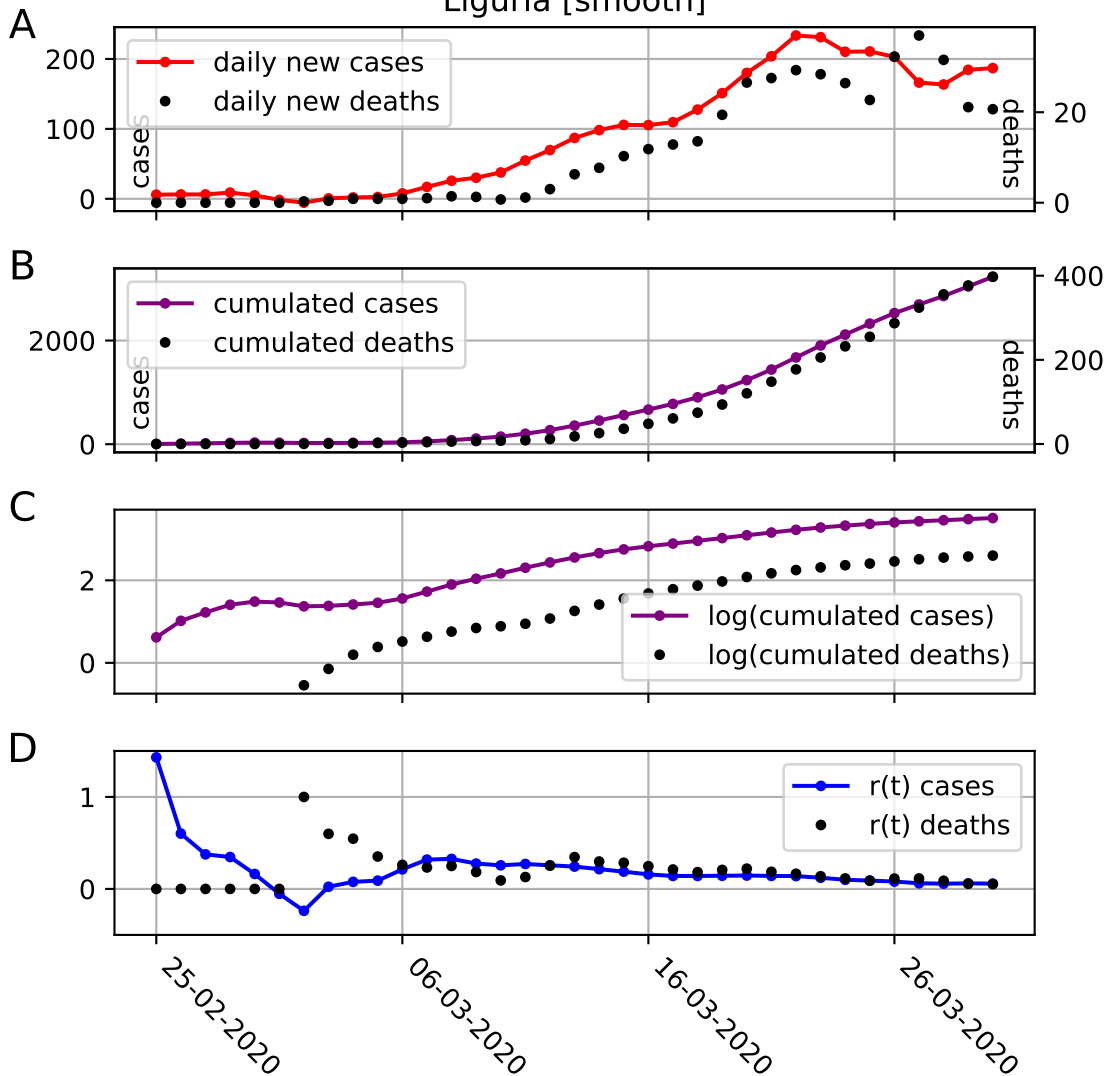 Liguria [smooth]
A
200
100
0
daily new cases
daily new deaths
cases
deaths
20
0
B
2000
0
cumulated cases
cumulated deaths
cases
deaths
400
200
0
C
2
0
log(cumulated cases)
log(cumulated deaths)
D
1
0
r(t) cases
r(t) deaths
25-02-2020
06-03-2020
16-03-2020
26-03-2020